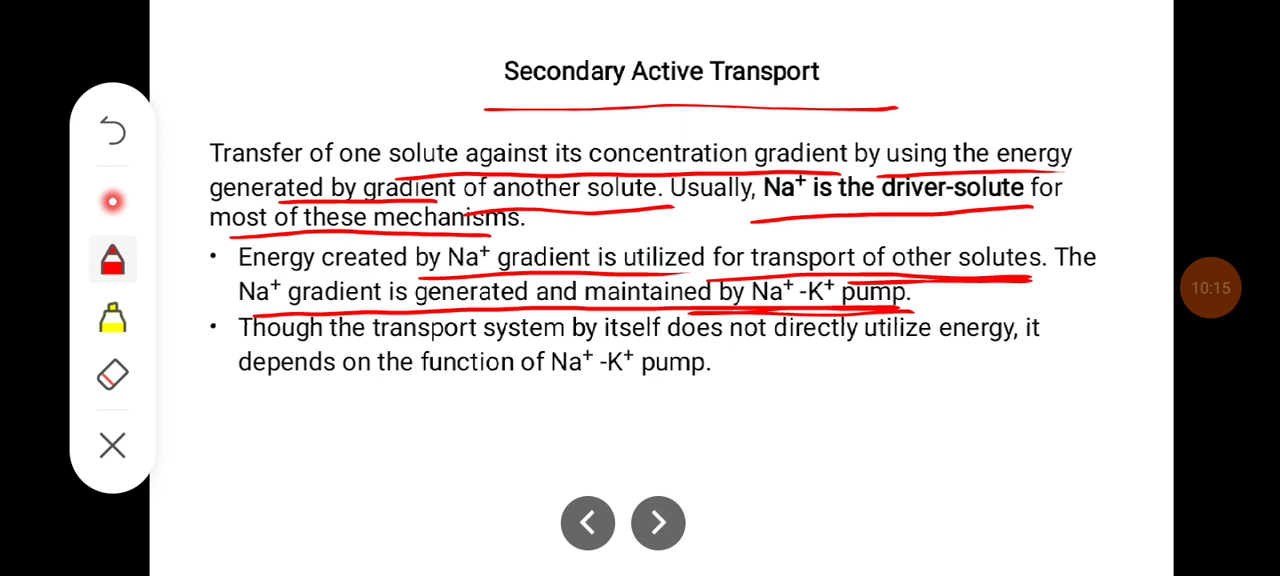 Secondary Active Transport
Transfer of one solute against its concentration gradient by using the energy
generated by gradient of another solute. Usually, Na⁺ is the driver-solute for
most of these mechanisms.
• Energy created by Na⁺ gradient is utilized for transport of other solutes. The
Na⁺ gradient is generated and maintained by Na⁺ -K⁺ pump.
• Though the transport system by itself does not directly utilize energy, it
depends on the function of Na⁺ -K⁺ pump.
10:15